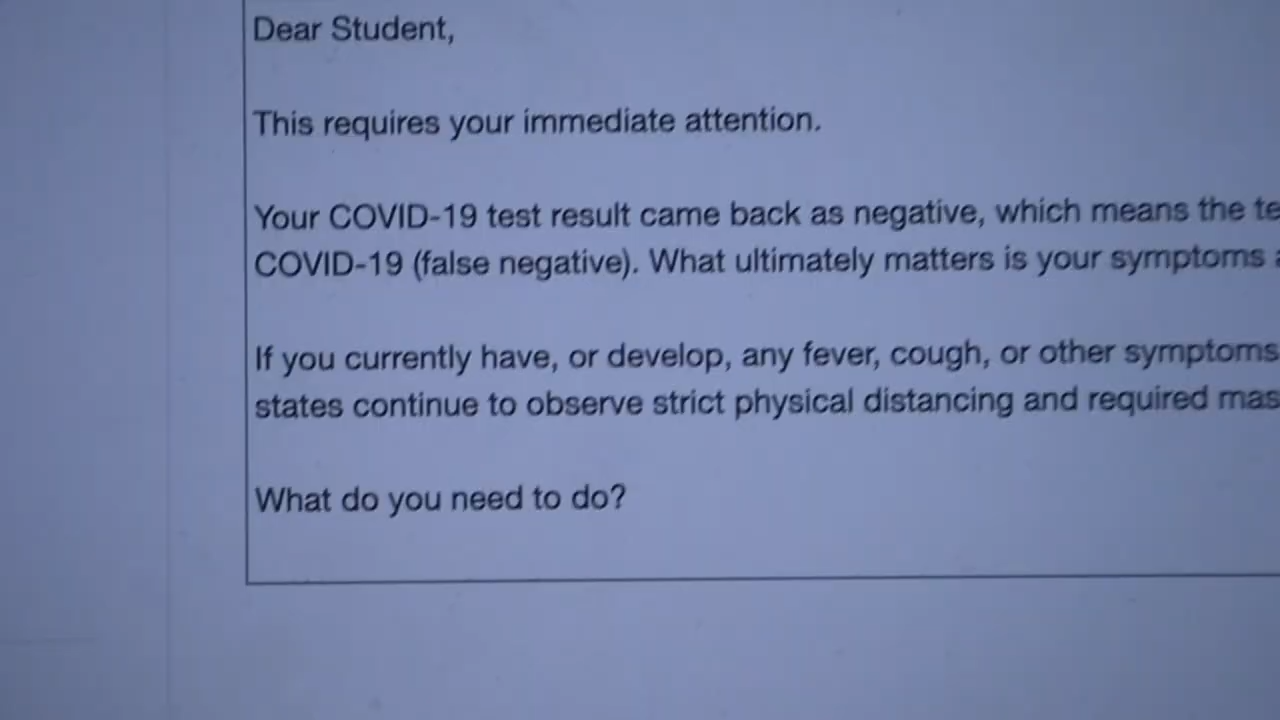 Dear Student,
This requires your immediate attention.
Your COVID-19 test result came back as negative, which means the
COVID-19 (false negative). What ultimately matters is your symptoms
If you currently have, or develop, any fever, cough, or other symptoms
states continue to observe strict physical distancing and required
What do you need to do?